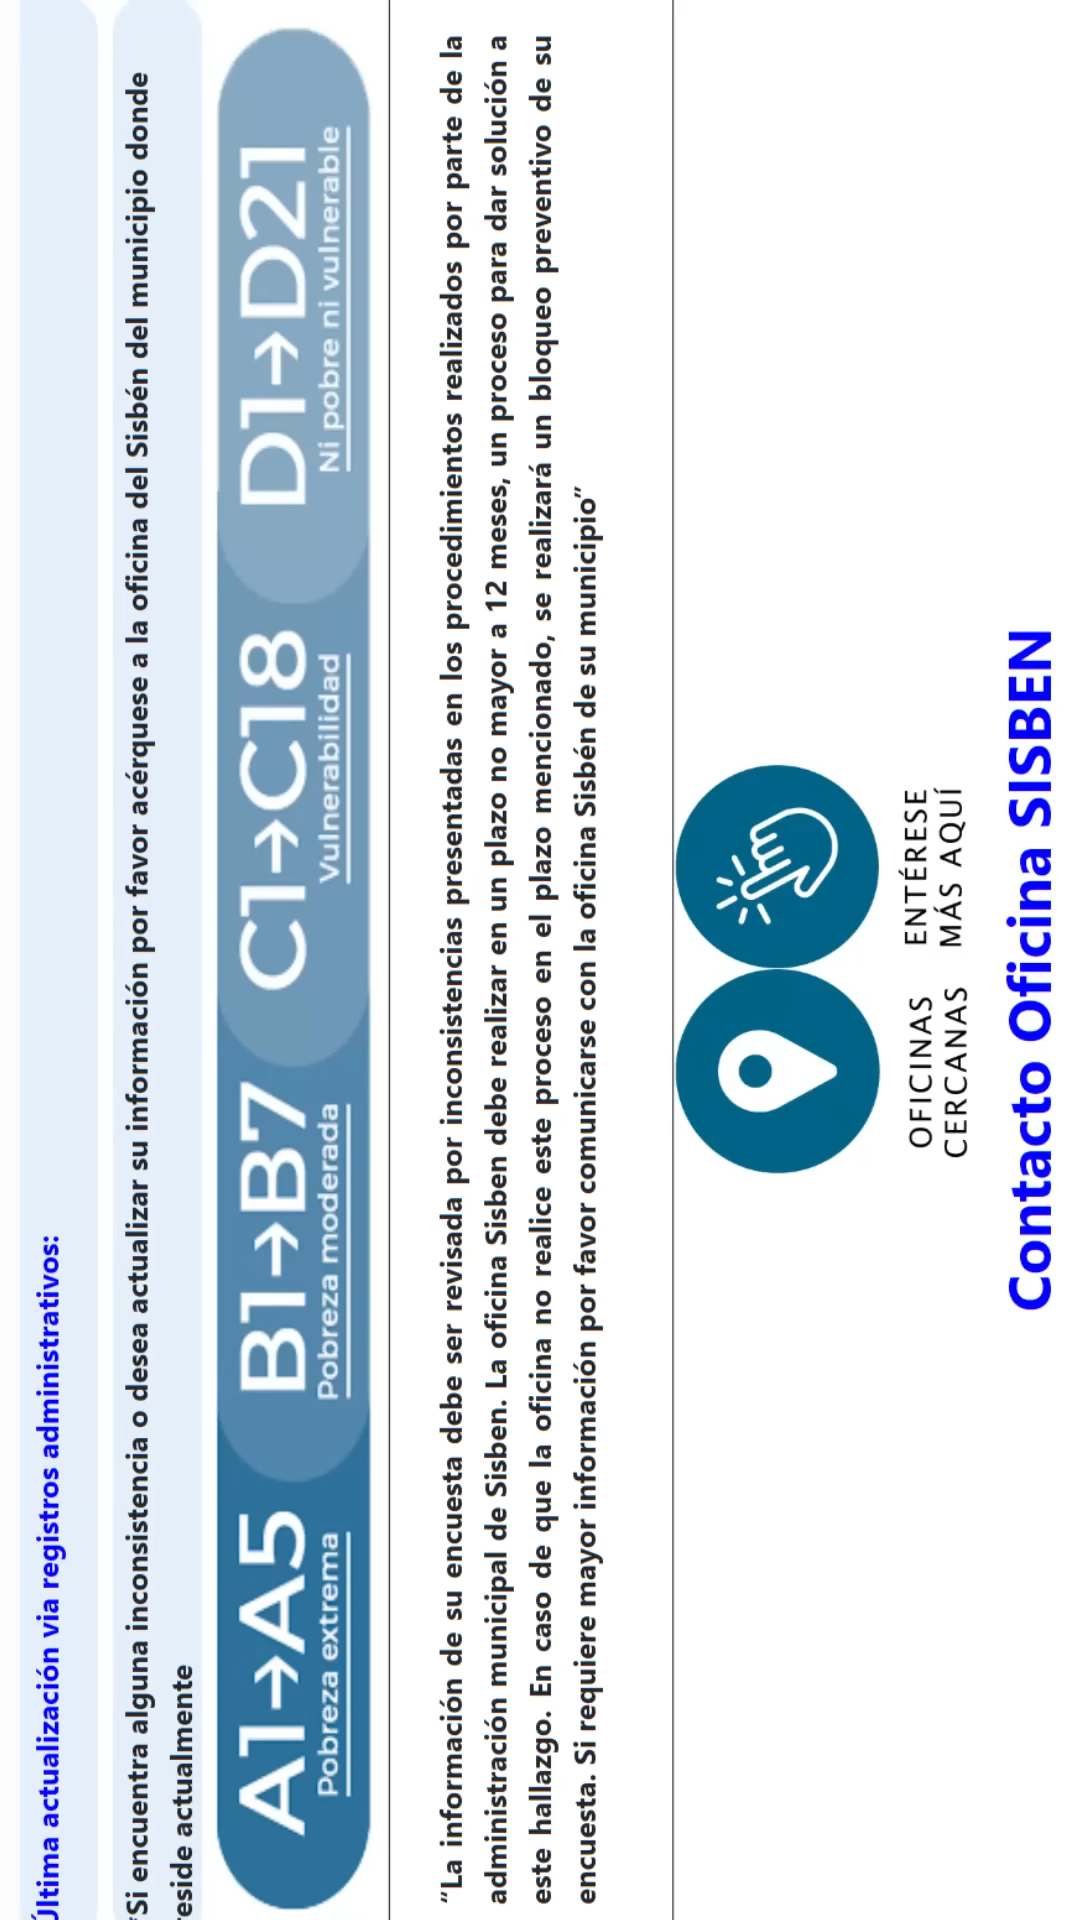 Última actualización via registros administrativos:
*Si encuentra alguna inconsistencia o desea actualizar su información por favor acérquese a la oficina del Sisbén del municipio donde
reside actualmente
A1→A5 B1→B7 C1→C18 D1→D21
Pobreza extrema Pobreza moderada Vulnerabilidad Ni pobre ni vulnerable
“La información de su encuesta debe ser revisada por inconsistencias presentadas en los procedimientos realizados por parte de la
administración municipal de Sisben. La oficina Sisben debe realizar en un plazo no mayor a 12 meses, un proceso para dar solución a
este hallazgo. En caso de que la oficina no realice este proceso en el plazo mencionado, se realizará un bloqueo preventivo de su
encuesta. Si requiere mayor información por favor comunicarse con la oficina Sisbén de su municipio”
OFICINAS
CERCANAS
ENTÉRESE
MÁS AQUÍ
Contacto Oficina SISBEN